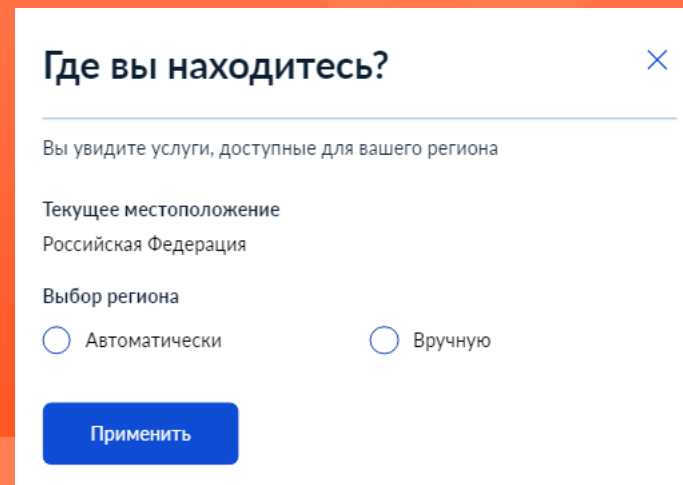 Где вы находитесь?
Вы увидите услуги, доступные для вашего региона
Текущее местоположение
Российская Федерация
Выбор региона
Автоматически Вручную
Применить